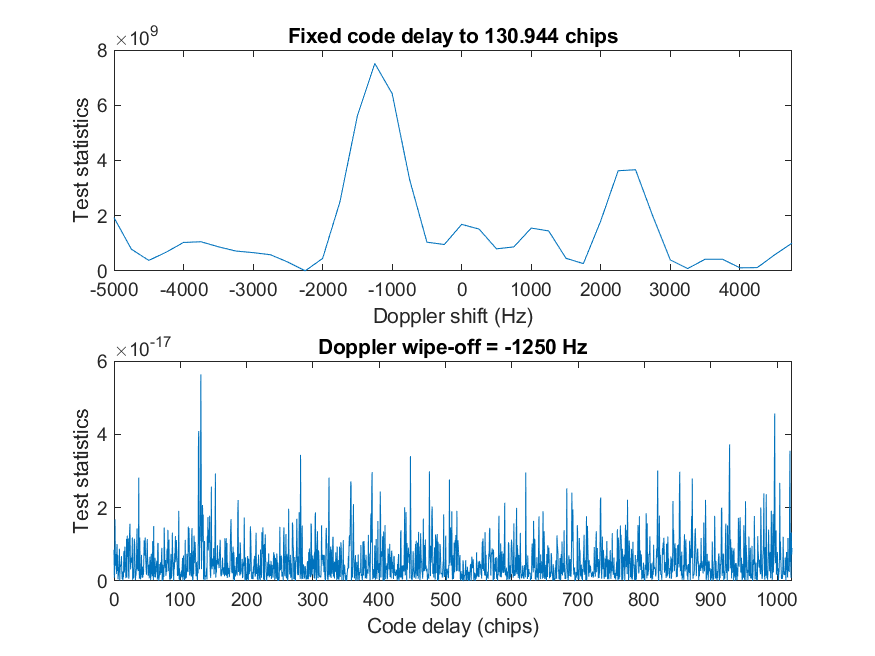 Fixed code delay to 130.944 chips
×10^9
8
6
4
2
0
Test statistics
-5000 -4000 -3000 -2000 -1000 0 1000 2000 3000 4000
Doppler shift (Hz)
Doppler wipe-off = -1250 Hz
×10^-17
6
4
2
0
Test statistics
0 100 200 300 400 500 600 700 800 900 1000
Code delay (chips)